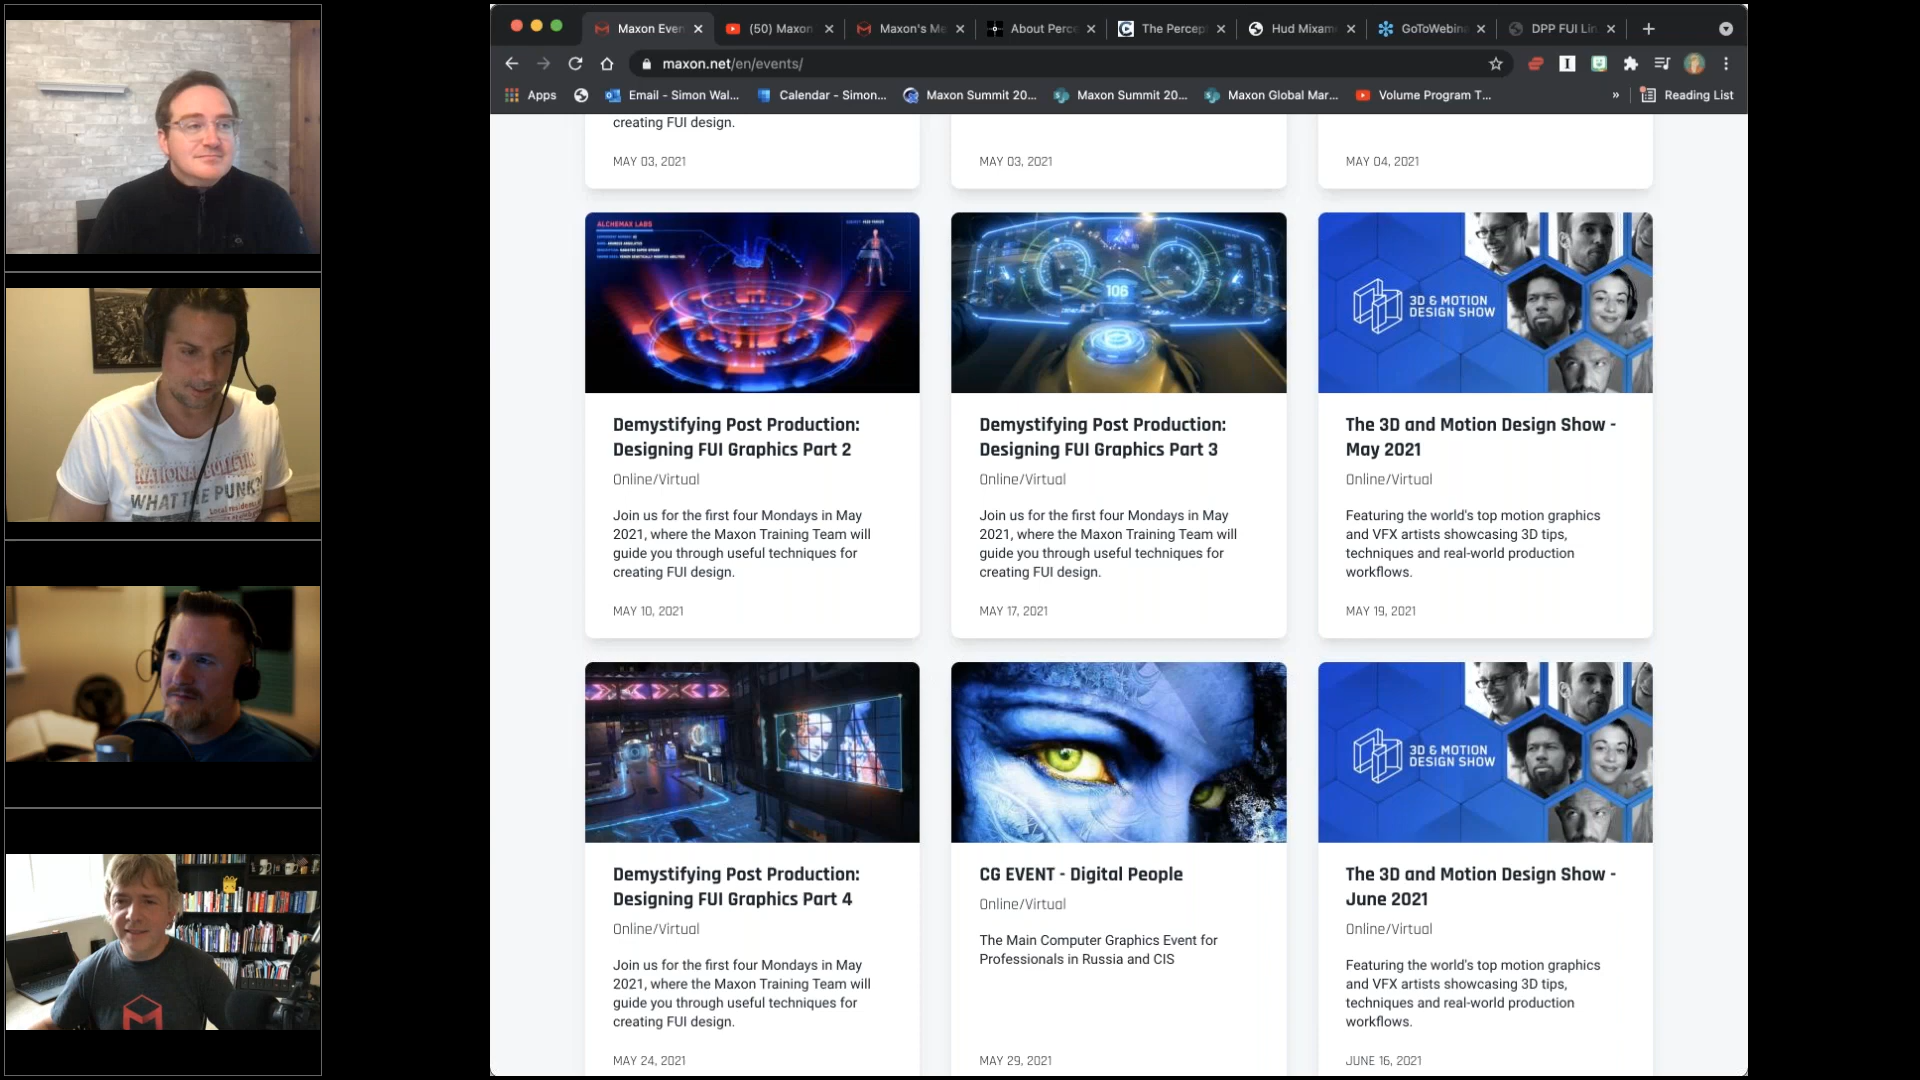 Maxon Even
(50) Maxon
Maxon's Me
About Perce
The Percep
Hud Mixam
GoToWebin
DPP FUI Lin
maxon.net/en/events/
Apps
Email - Simon Wal...
Calendar - Simon...
Maxon Summit 20...
Maxon Summit 20...
Maxon Global Mar...
Volume Program T...
»
Reading List
creating FUI design.
MAY 03, 2021
MAY 03, 2021
MAY 04, 2021
ALCHEMAX LABS
106
3D & MOTION
DESIGN SHOW
Demystifying Post Production:
Designing FUI Graphics Part 2
Online/Virtual
Join us for the first four Mondays in May
2021, where the Maxon Training Team will
guide you through useful techniques for
creating FUI design.
MAY 10, 2021
Demystifying Post Production:
Designing FUI Graphics Part 3
Online/Virtual
Join us for the first four Mondays in May
2021, where the Maxon Training Team will
guide you through useful techniques for
creating FUI design.
MAY 17, 2021
The 3D and Motion Design Show -
May 2021
Online/Virtual
Featuring the world's top motion graphics
and VFX artists showcasing 3D tips,
techniques and real-world production
workflows.
MAY 19, 2021
3D & MOTION
DESIGN SHOW
Demystifying Post Production:
Designing FUI Graphics Part 4
Online/Virtual
Join us for the first four Mondays in May
2021, where the Maxon Training Team will
guide you through useful techniques for
creating FUI design.
MAY 24, 2021
CG EVENT - Digital People
Online/Virtual
The Main Computer Graphics Event for
Professionals in Russia and CIS
MAY 29, 2021
The 3D and Motion Design Show -
June 2021
Online/Virtual
Featuring the world's top motion graphics
and VFX artists showcasing 3D tips,
techniques and real-world production
workflows.
JUNE 16, 2021
NATIONAL BULLETIN
WHAT THE PUNK?